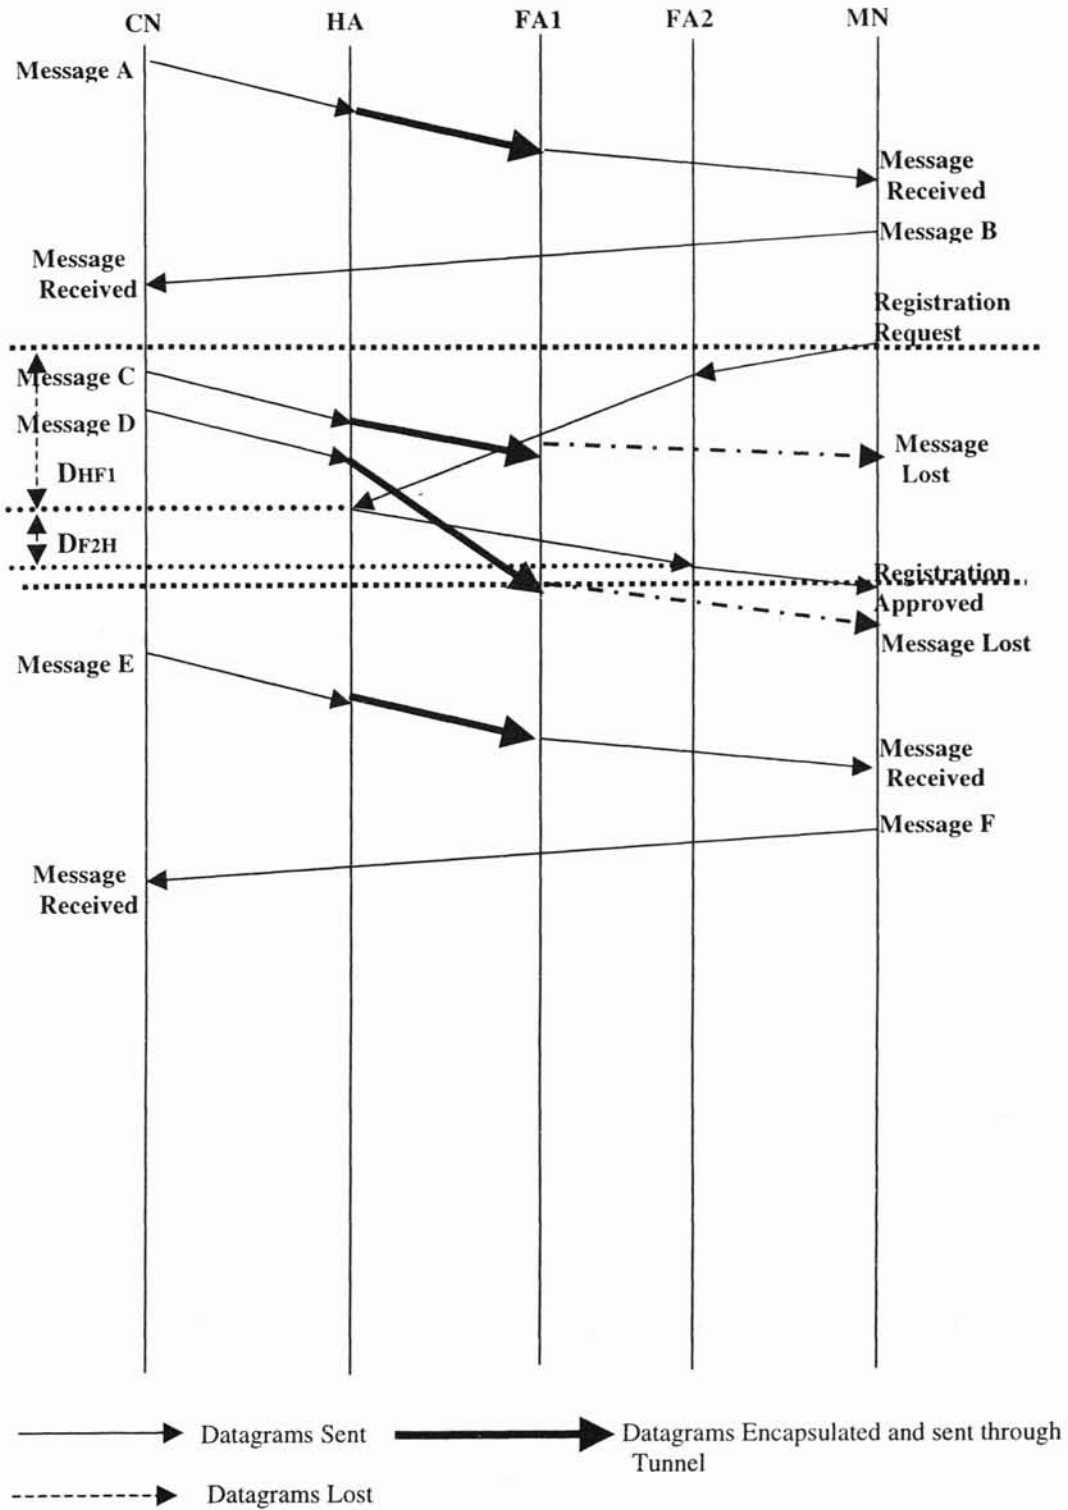 CN
HA
FA1
FA2
MN
Message A
Message
Received
Message B
Message
Received
Registration
Request
Message C
Message D
Message
Lost
DHF1
DF2H
Registration
Approved
Message Lost
Message E
Message
Received
Message F
Message
Received
Datagrams Sent
Datagrams Encapsulated and sent through
Tunnel
Datagrams Lost